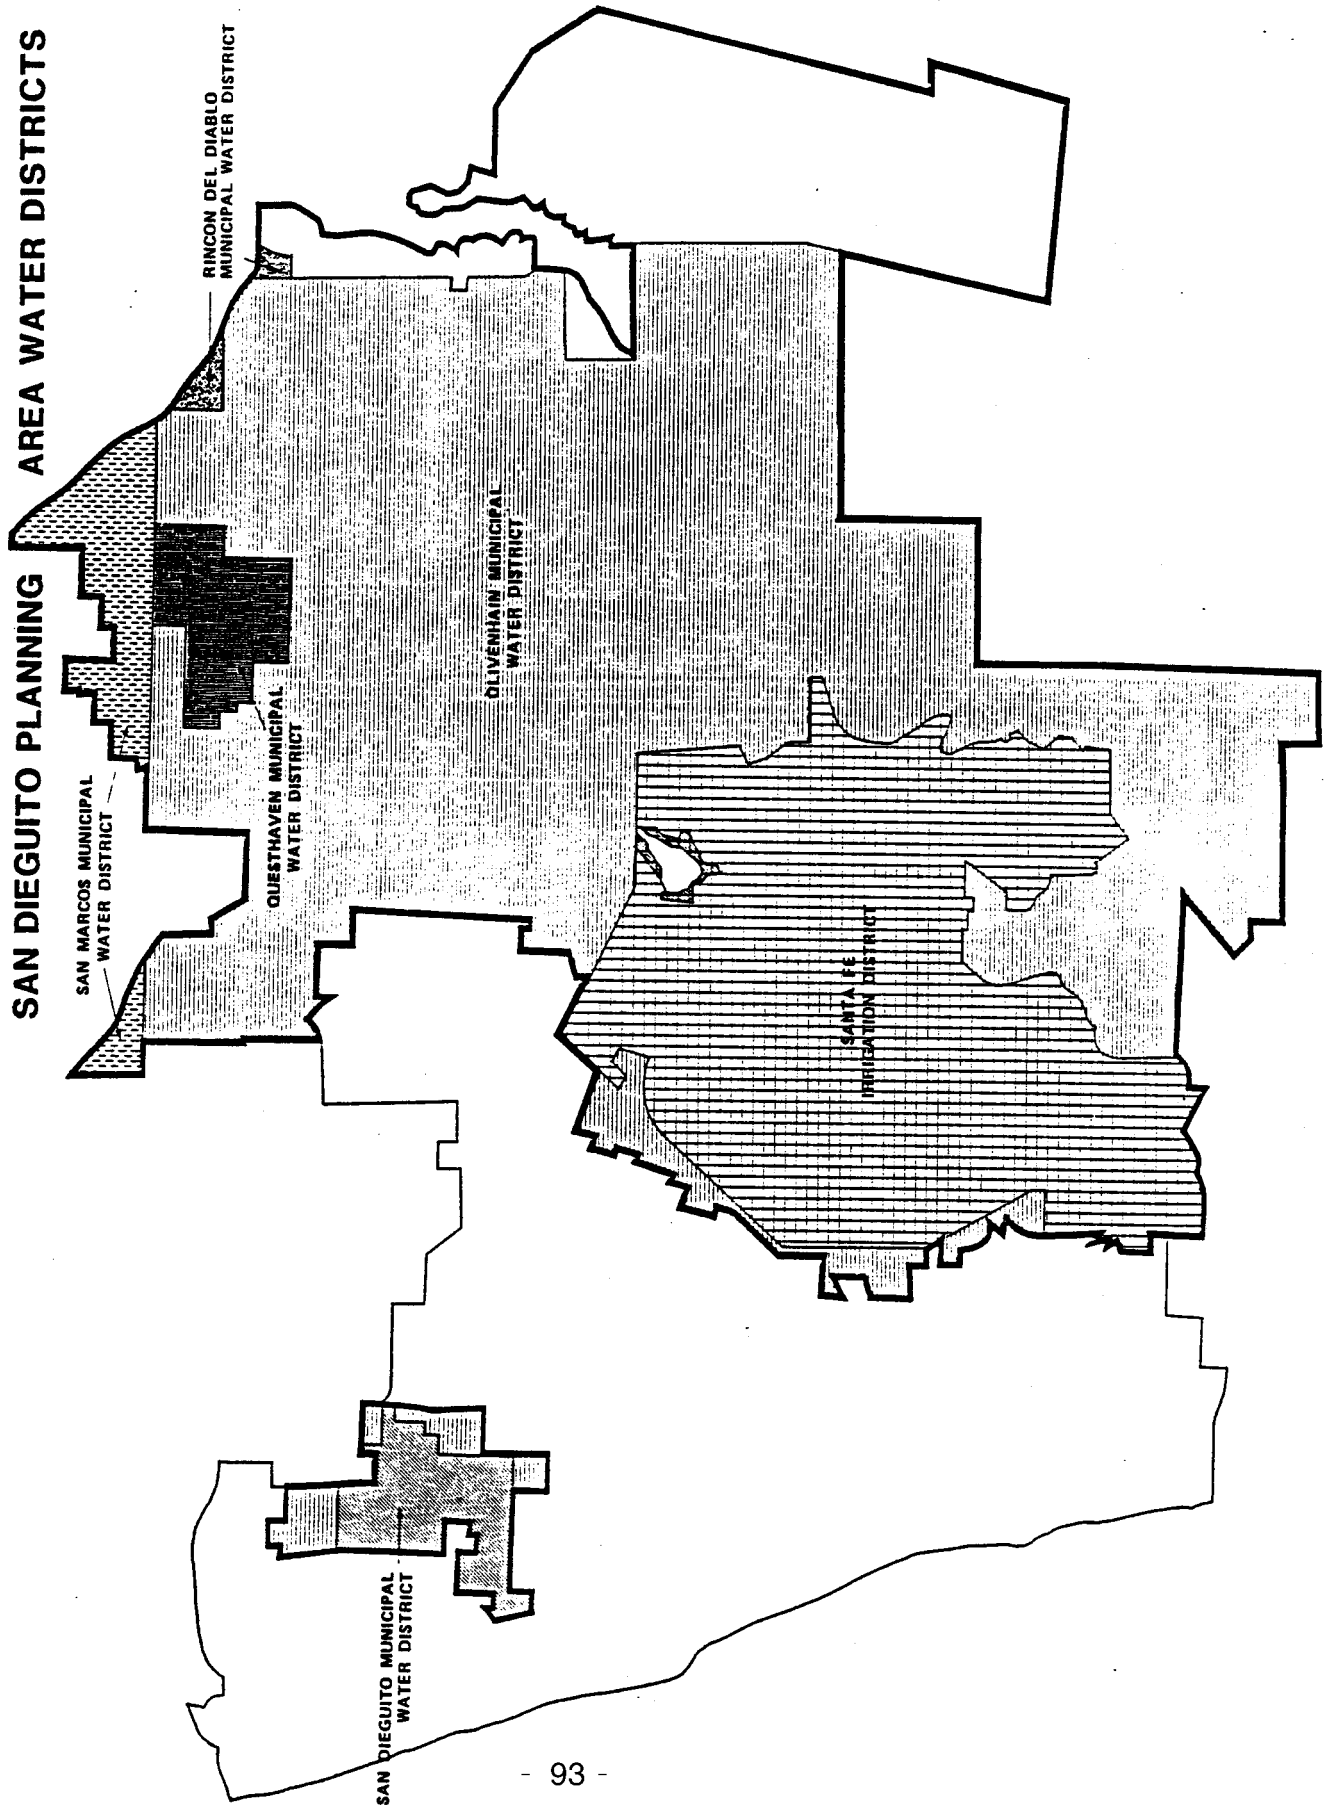 SAN DIEGUITO PLANNING AREA WATER DISTRICTS
SAN MARCOS MUNICIPAL
WATER DISTRICT
RINCON DEL DIABLO
MUNICIPAL WATER DISTRICT
QUESTHAVEN MUNICIPAL
WATER DISTRICT
OLIVENHAIN MUNICIPAL
WATER DISTRICT
SANTA FE
IRRIGATION DISTRICT
SAN DIEGUITO MUNICIPAL
WATER DISTRICT
- 93 -